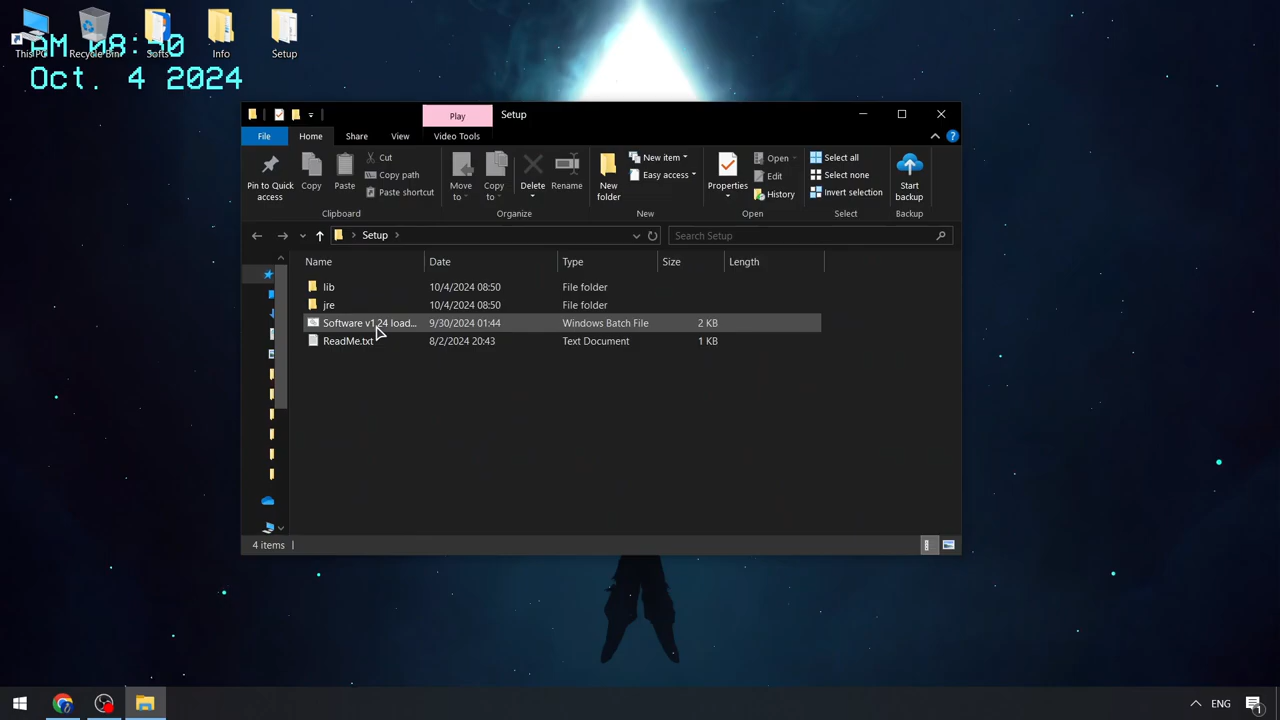 AM 08:50
Oct. 4 2024
This PC
Recycle Bin
Softs
Info
Setup
Play
Setup
File
Home
Share
View
Video Tools
Pin to Quick access
Copy
Paste
Cut
Copy path
Paste shortcut
Move to
Copy to
Delete
Rename
New folder
New item
Easy access
Properties
Open
Edit
History
Select all
Select none
Invert selection
Start backup
Clipboard
Organize
New
Open
Select
Backup
Setup
Search Setup
Name
Date
Type
Size
Length
lib 10/4/2024 08:50 File folder
jre 10/4/2024 08:50 File folder
Software v1.24 load... 9/30/2024 01:44 Windows Batch File 2 KB
ReadMe.txt 8/2/2024 20:43 Text Document 1 KB
4 items
ENG
1